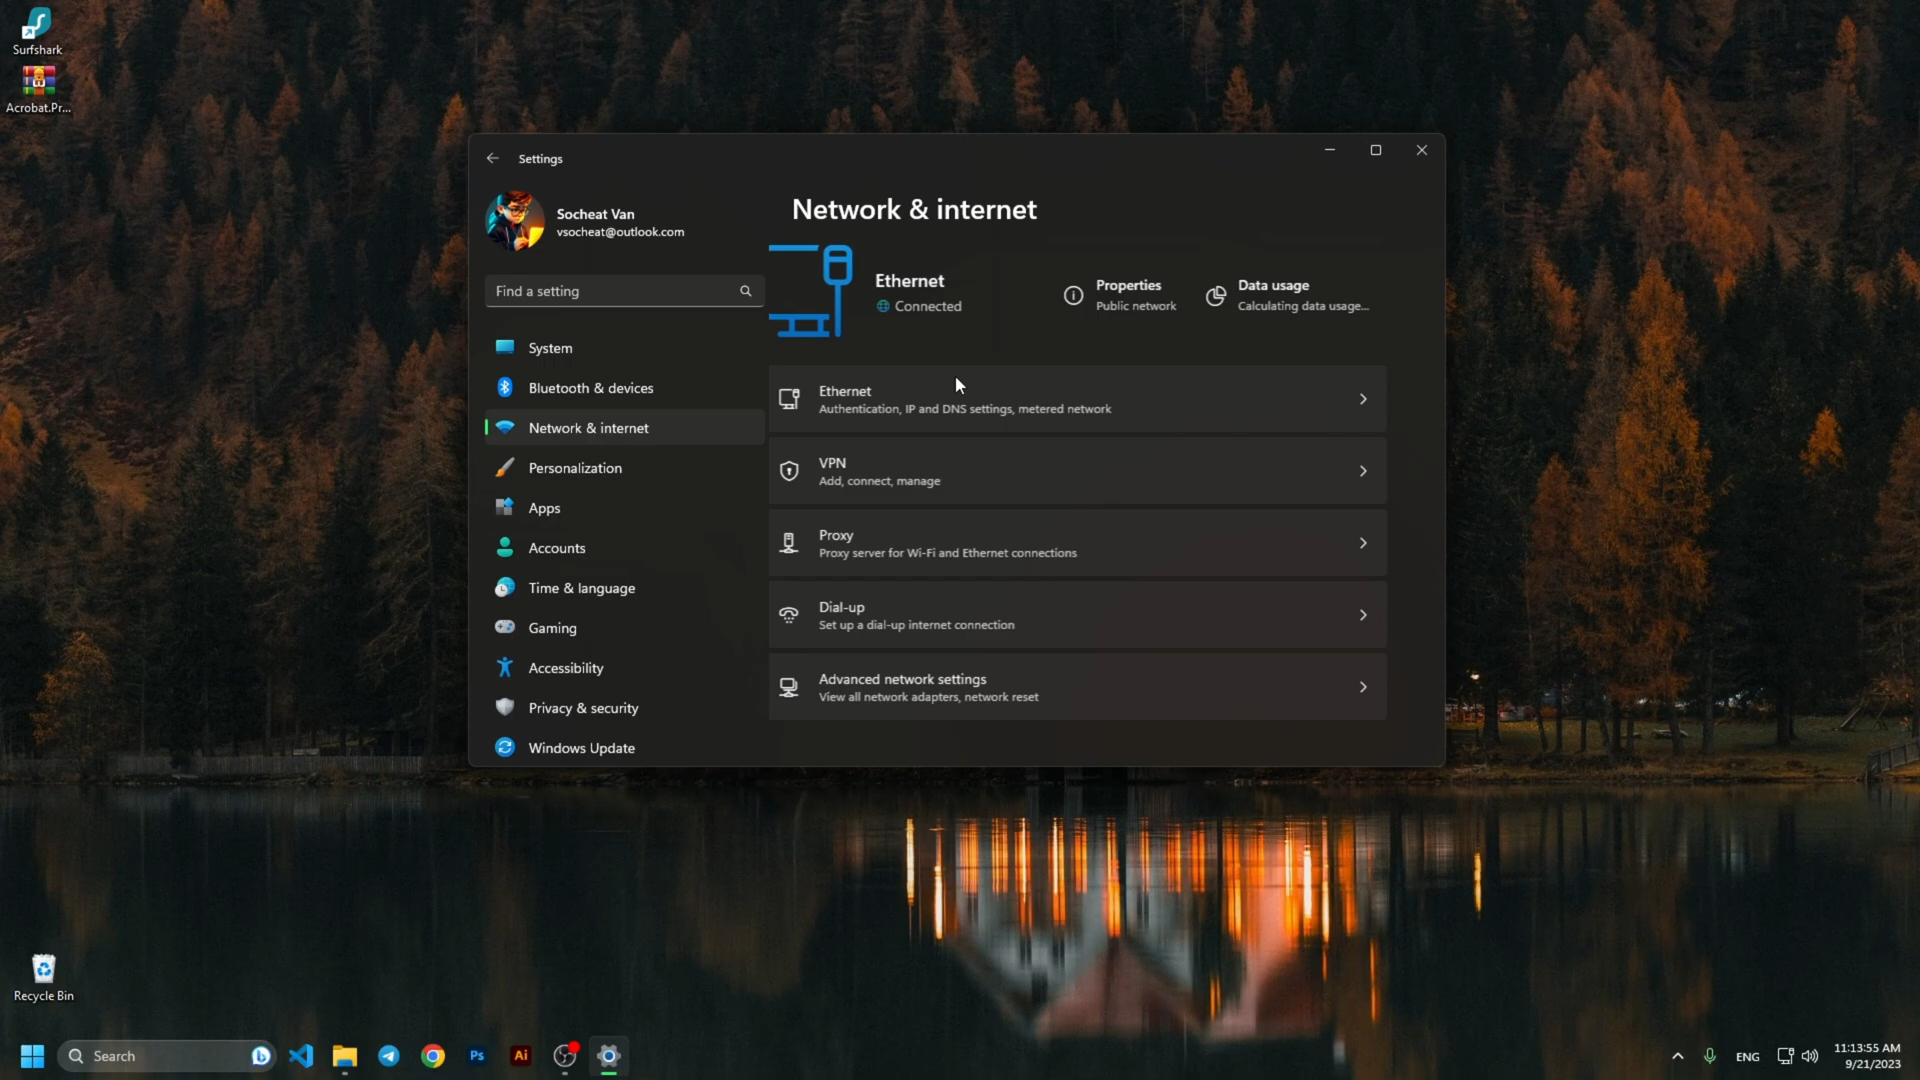 Surfshark
Acrobat.Pr...
Settings
Socheat Van
vsocheat@outlook.com
Find a setting
System
Bluetooth & devices
Network & internet
Personalization
Apps
Accounts
Time & language
Gaming
Accessibility
Privacy & security
Windows Update
Network & internet
Ethernet
Connected
Properties
Public network
Data usage
Calculating data usage...
Ethernet
Authentication, IP and DNS settings, metered network
VPN
Add, connect, manage
Proxy
Proxy server for Wi-Fi and Ethernet connections
Dial-up
Set up a dial-up internet connection
Advanced network settings
View all network adapters, network reset
Recycle Bin
Search
Ps
Ai
ENG
11:13:55 AM
9/21/2023